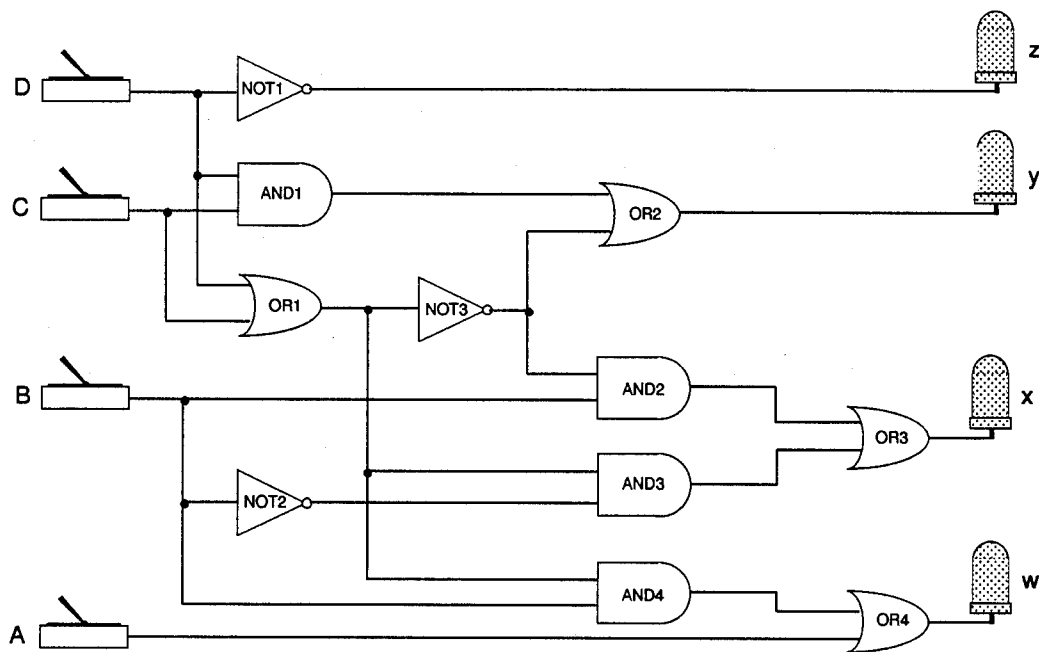 z
D
NOT1
y
C
AND1
OR2
OR1
NOT3
B
AND2
x
OR3
NOT2
AND3
w
AND4
A
OR4